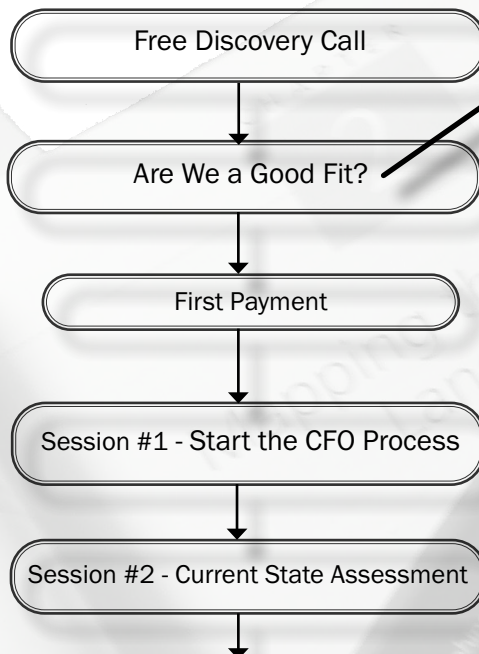 Free Discovery Call
Are We a Good Fit?
First Payment
Session #1 - Start the CFO Process
Session #2 - Current State Assessment